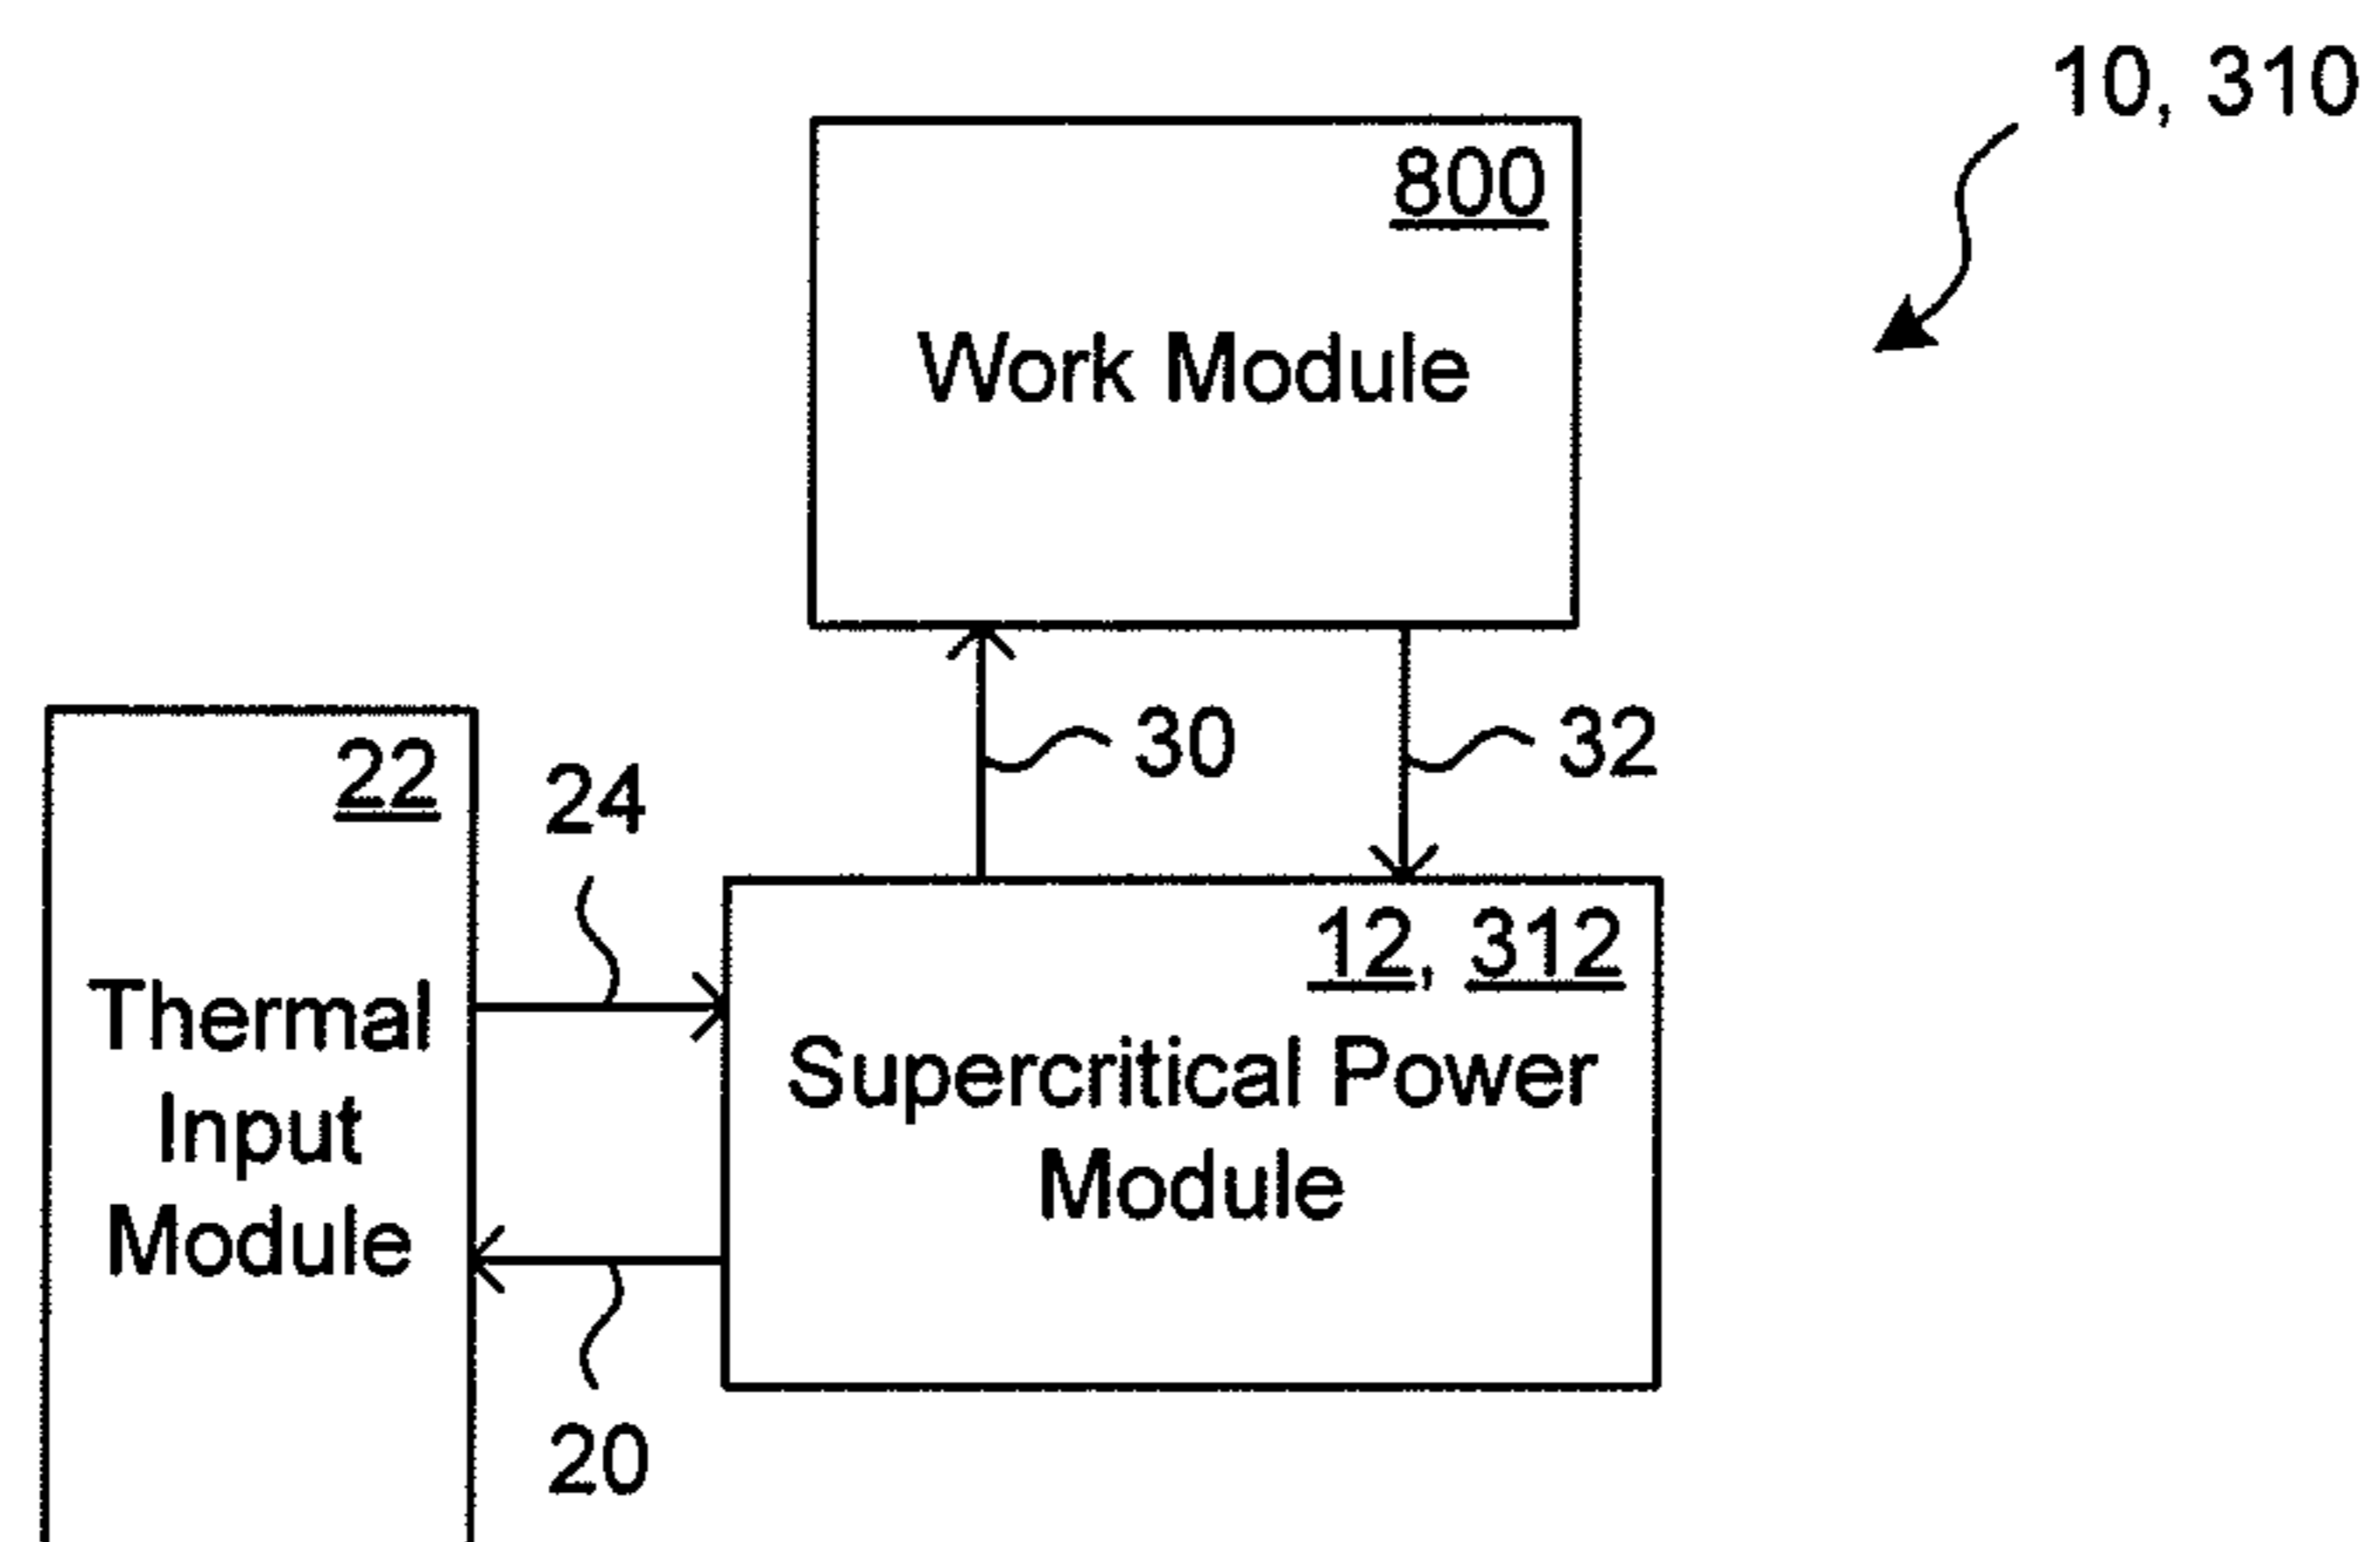 10, 310
800
Work Module
30
32
22
24
12, 312
Thermal
Input
Module
Supercritical Power
Module
20